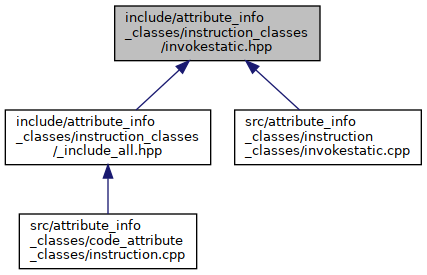 include/attribute_info
_classes/instruction_classes
/invokestatic.hpp
include/attribute_info
_classes/instruction_classes
/_include_all.hpp
src/attribute_info
_classes/instruction
_classes/invokestatic.cpp
src/attribute_info
_classes/code_attribute
_classes/instruction.cpp